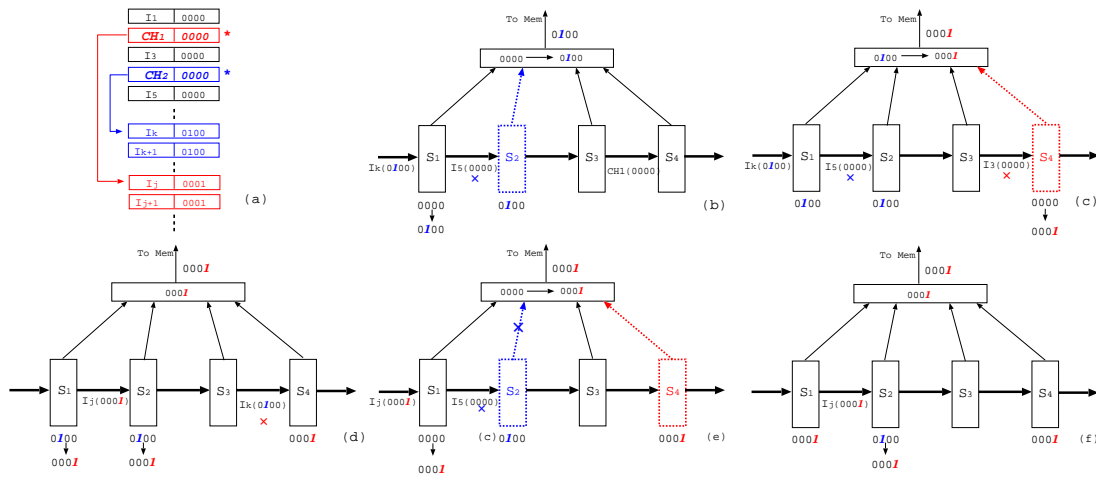 I1 0000
CH1 0000 *
I3 0000
CH2 0000 *
I5 0000
Ik 0100
Ik+1 0100
Ij 0001
Ij+1 0001
(a)
To Mem
0100
0000 0100
S1 S2 S3 S4
Ik(0100) I5(0000) CH1(0000)
×
0000 0100
0100
(b)
To Mem
0001
0100 0001
S1 S2 S3 S4
Ik(0100) I5(0000) I3(0000)
× ×
0100 0100 0000
0001
(c)
To Mem
0001
0001
S1 S2 S3 S4
Ij(0001) Ik(0100)
×
0100 0100 0001
0001 0001
(d)
To Mem
0001
0000 0001
×
S1 S2 S3 S4
Ij(0001) I5(0000)
×
0000 (c) 0100 0001
0001
(e)
To Mem
0001
0001
S1 S2 S3 S4
Ij(0001)
0001 0100 0001
0001
(f)